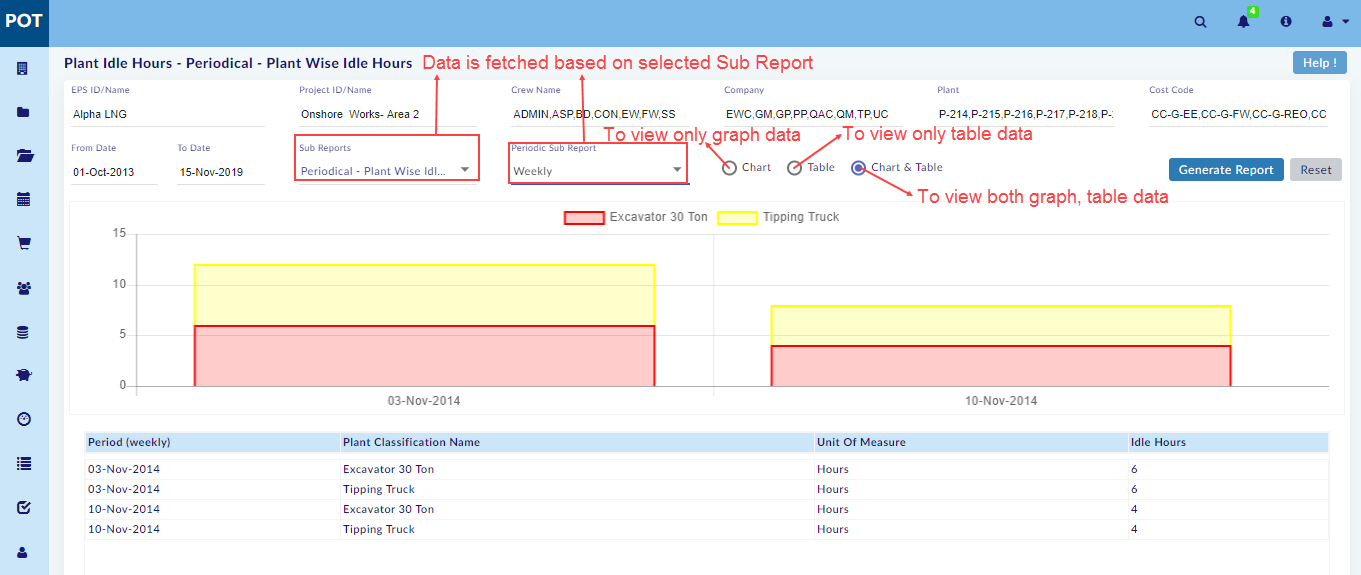 POT
4
Plant Idle Hours - Periodical - Plant Wise Idle Hours
Data is fetched based on selected Sub Report
Help !
EPS ID/Name
Project ID/Name
Crew Name
Company
Plant
Cost Code
Alpha LNG
Onshore Works- Area 2
ADMIN,ASP,BD,CON,EW,FW,SS
EWC,GM,GP,PP,QAC,QM,TP,UC
P-214,P-215,P-216,P-217,P-218,P-
CC-G-EE,CC-G-FW,CC-G-REO,CC
To view only graph data
To view only table data
From Date
To Date
Sub Reports
Periodic Sub Report
01-Oct-2013
15-Nov-2019
Periodical - Plant Wise Idl...
Weekly
Chart
Table
Chart & Table
Generate Report
Reset
To view both graph, table data
Excavator 30 Ton
Tipping Truck
15
10
5
0
03-Nov-2014
10-Nov-2014
Period (weekly) Plant Classification Name Unit Of Measure Idle Hours
03-Nov-2014 Excavator 30 Ton Hours 6
03-Nov-2014 Tipping Truck Hours 6
10-Nov-2014 Excavator 30 Ton Hours 4
10-Nov-2014 Tipping Truck Hours 4